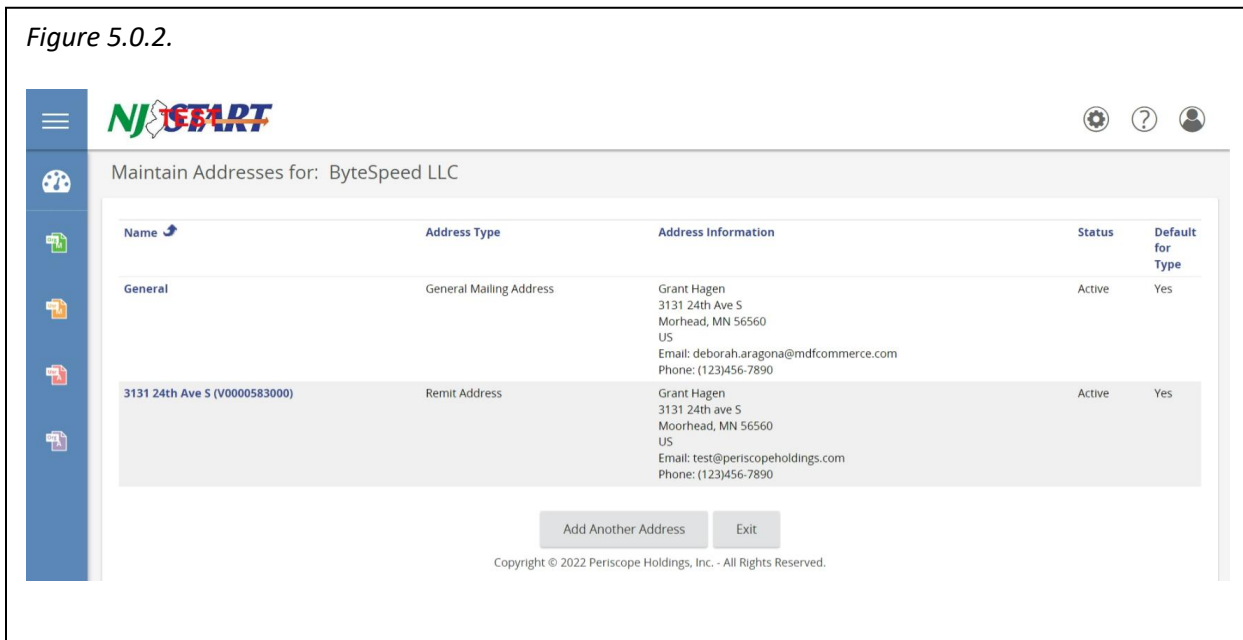 Figure 5.0.2.
NJ START
TEST
Maintain Addresses for: ByteSpeed LLC
Name Address Type Address Information Status Default for Type
General General Mailing Address Grant Hagen Active Yes
3131 24th Ave S
Morhead, MN 56560
US
Email: deborah.aragona@mdfcommerce.com
Phone: (123)456-7890
3131 24th Ave S (V0000583000) Remit Address Grant Hagen Active Yes
3131 24th ave S
Moorhead, MN 56560
US
Email: test@periscopeholdings.com
Phone: (123)456-7890
Add Another Address Exit
Copyright © 2022 Periscope Holdings, Inc. - All Rights Reserved.